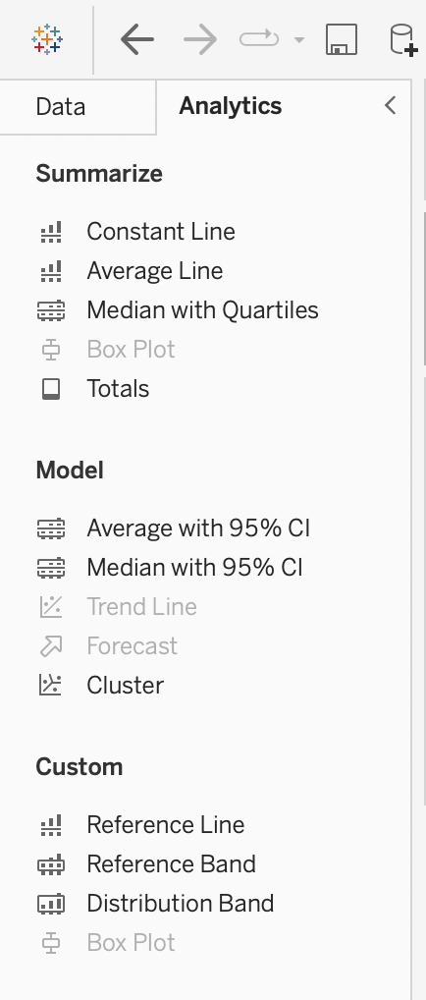 Data
Analytics
Summarize
Constant Line
Average Line
Median with Quartiles
Box Plot
Totals
Model
Average with 95% CI
Median with 95% CI
Trend Line
Forecast
Cluster
Custom
Reference Line
Reference Band
Distribution Band
Box Plot